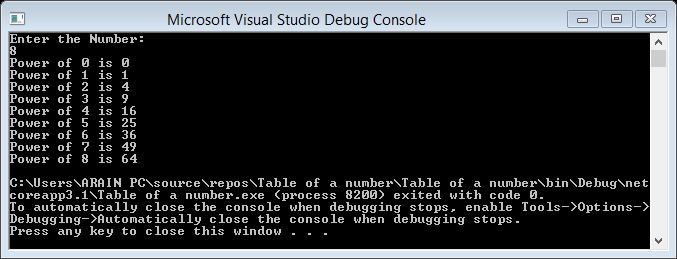 Microsoft Visual Studio Debug Console
Enter the Number:
8
Power of 0 is 0
Power of 1 is 1
Power of 2 is 4
Power of 3 is 9
Power of 4 is 16
Power of 5 is 25
Power of 6 is 36
Power of 7 is 49
Power of 8 is 64
C:\Users\ARAIN PC\source\repos\Table of a number\Table of a number\bin\Debug\net
coreapp3.1\Table of a number.exe (process 8200) exited with code 0.
To automatically close the console when debugging stops, enable Tools->Options->
Debugging->Automatically close the console when debugging stops.
Press any key to close this window . . .